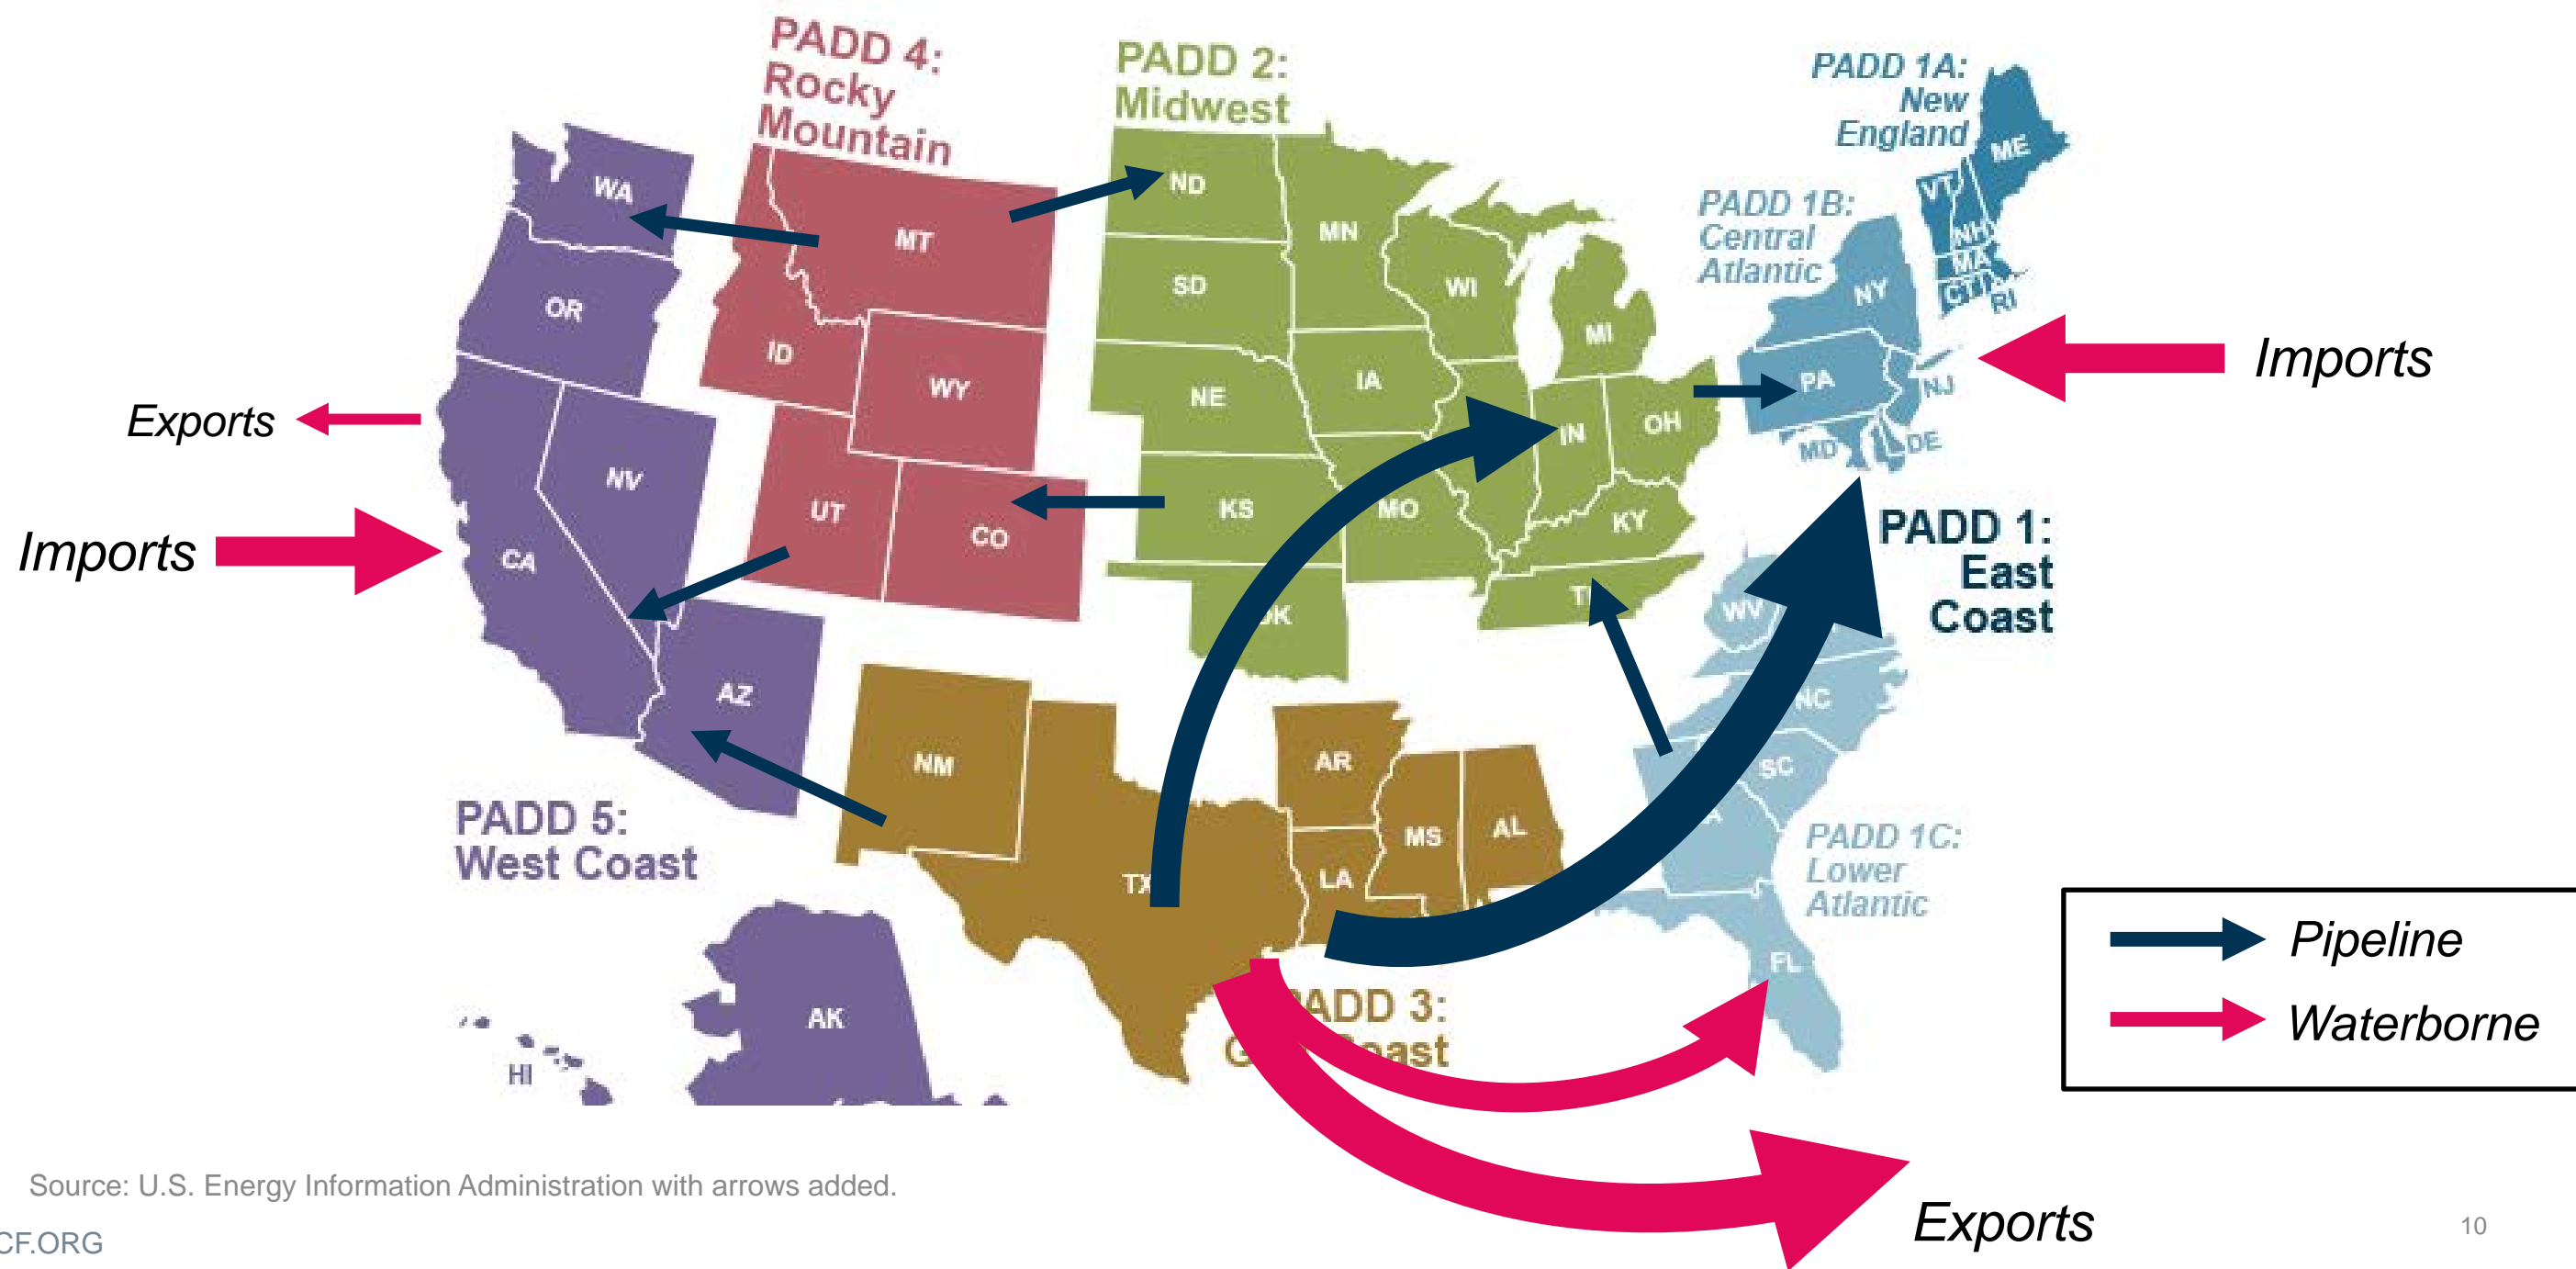 PADD 4:
Rocky
Mountain
PADD 2:
Midwest
PADD 1A:
New
England
PADD 1B:
Central
Atlantic
WA
OR
CA
NV
AZ
MT
ID
WY
UT
CO
ND
SD
NE
KS
MN
IA
MO
WI
MI
IN
OH
KY
NM
TX
AR
LA
MS
AL
ME
VT
NH
MA
CT
RI
NY
PA
NJ
MD
DE
WV
NC
SC
FL
AK
HI
Exports
Imports
Imports
PADD 1:
East
Coast
PADD 5:
West Coast
PADD 1C:
Lower
Atlantic
ADD 3:
G oast
Pipeline
Waterborne
Exports
Source: U.S. Energy Information Administration with arrows added.
CF.ORG
10